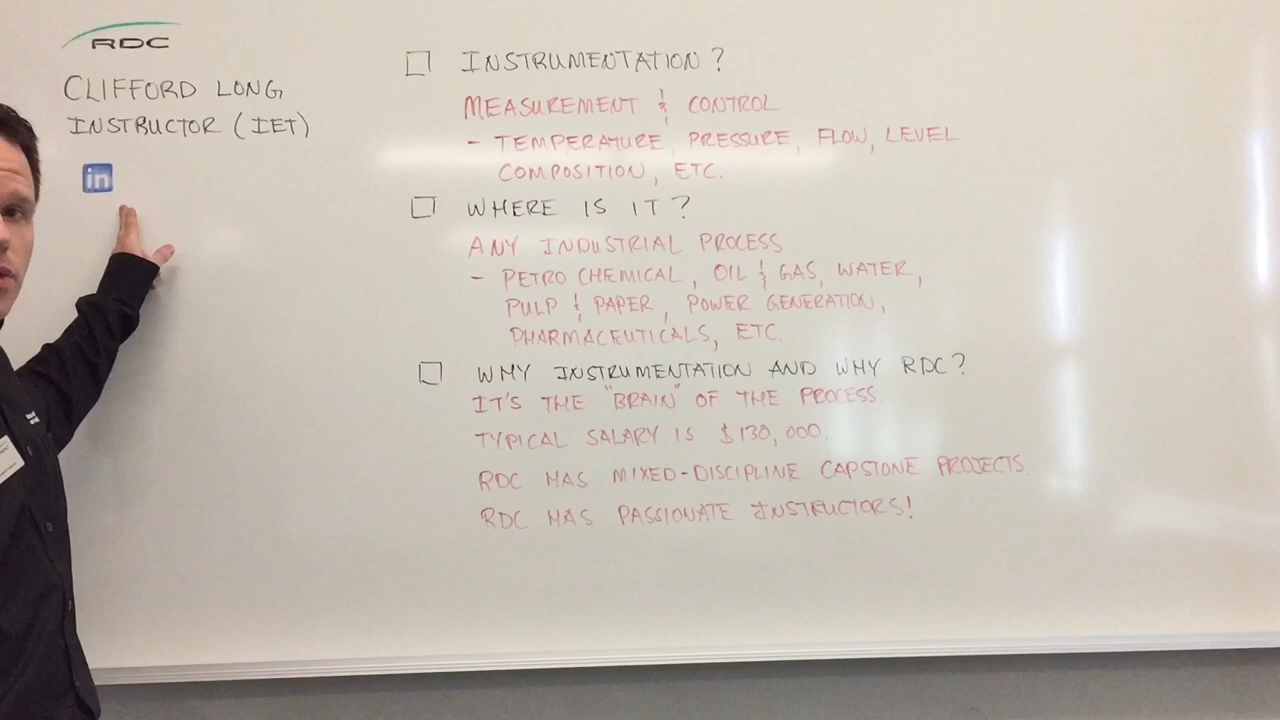 RDC
CLIFFORD LONG
INSTRUCTOR (IET)
in
INSTRUMENTATION?
MEASUREMENT & CONTROL
- TEMPERATURE, PRESSURE, FLOW, LEVEL
COMPOSITION, ETC.
WHERE IS IT?
ANY INDUSTRIAL PROCESS
- PETRO CHEMICAL, OIL & GAS, WATER,
PULP & PAPER, POWER GENERATION,
PHARMACEUTICALS, ETC.
WHY INSTRUMENTATION AND WHY RDC?
IT'S THE "BRAIN" OF THE PROCESS.
TYPICAL SALARY IS $130,000.
RDC HAS MIXED-DISCIPLINE CAPSTONE PROJECTS.
RDC HAS PASSIONATE INSTRUCTORS!